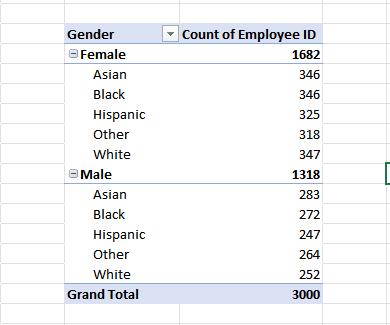 Gender Count of Employee ID
Female 1682
Asian 346
Black 346
Hispanic 325
Other 318
White 347
Male 1318
Asian 283
Black 272
Hispanic 247
Other 264
White 252
Grand Total 3000